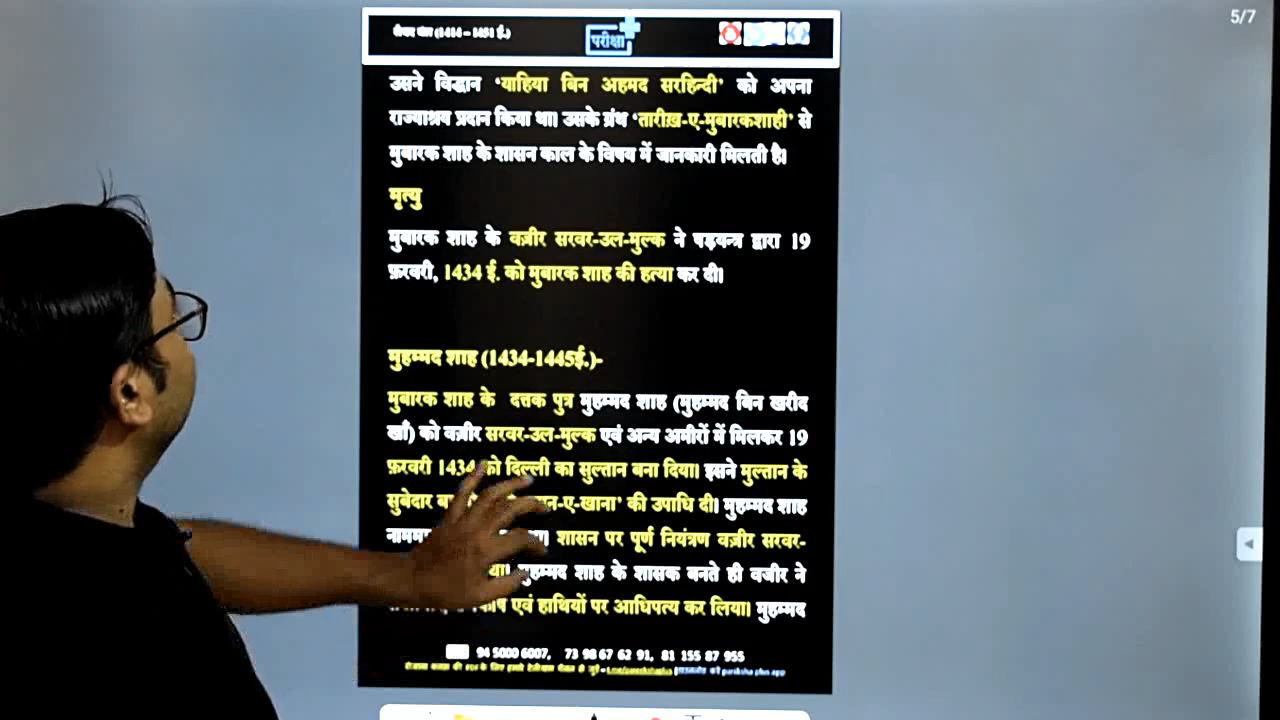 5/7
सैय्यद वंश (1414 – 1451 ई.)
परीक्षा
उसने विद्वान ‘याहिया बिन अहमद सरहिन्दी’ को अपना
राज्याश्रय प्रदान किया था। उसके ग्रंथ ‘तारीख़-ए-मुबारकशाही’ से
मुबारक शाह के शासन काल के विषय में जानकारी मिलती है।
मृत्यु
मुबारक शाह के वज़ीर सरवर-उल-मुल्क ने षड़यन्त्र द्वारा 19
फ़रवरी, 1434 ई. को मुबारक शाह की हत्या कर दी।
मुहम्मद शाह (1434-1445ई.)-
मुबारक शाह के दत्तक पुत्र मुहम्मद शाह (मुहम्मद बिन खरीद
खाँ) को वज़ीर सरवर-उल-मुल्क एवं अन्य अमीरों में मिलकर 19
फ़रवरी 1434 को दिल्ली का सुल्तान बना दिया। इसने मुल्तान के
सुबेदार ‘-ए-खाना’ की उपाधि दी। मुहम्मद शाह
शासन पर पूर्ण नियंत्रण वज़ीर सरवर-
मुहम्मद शाह के शासक बनते ही वजीर ने
एवं हाथियों पर आधिपत्य कर लिया। मुहम्मद
94 5000 6007, 73 98 67 62 91, 81 155 87 955